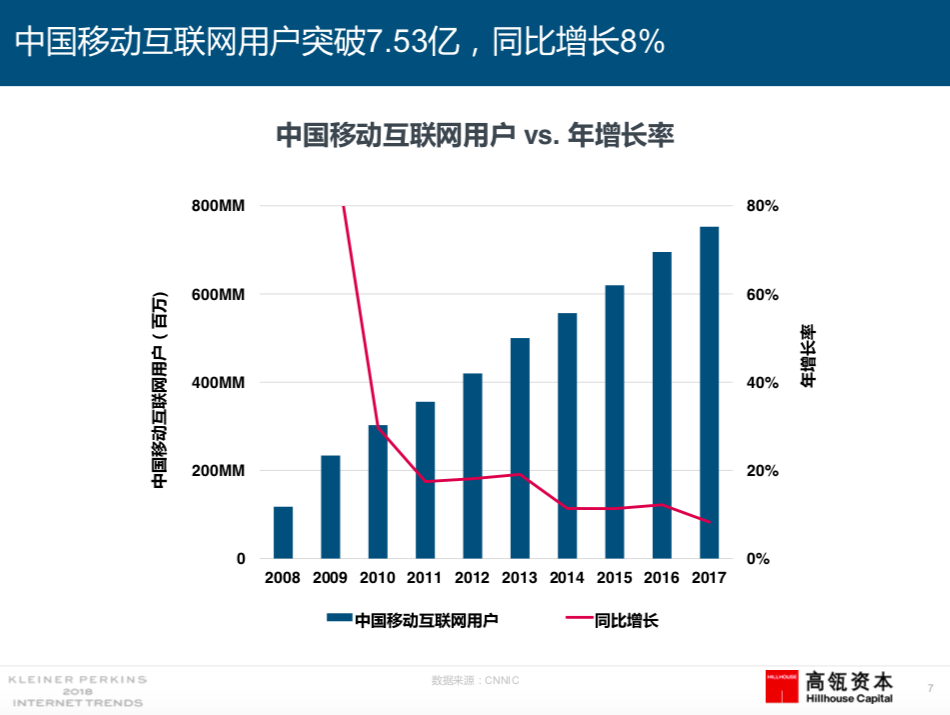 中国移动互联网用户突破7.53亿，同比增长8%
中国移动互联网用户 vs. 年增长率
800MM
600MM
400MM
200MM
0
中国移动互联网用户（百万）
80%
60%
40%
20%
0%
年增长率
2008 2009 2010 2011 2012 2013 2014 2015 2016 2017
中国移动互联网用户 同比增长
KLEINER PERKINS
2018
INTERNET TRENDS
数据来源：CNNIC
HILLHOUSE
高瓴资本
Hillhouse Capital
7